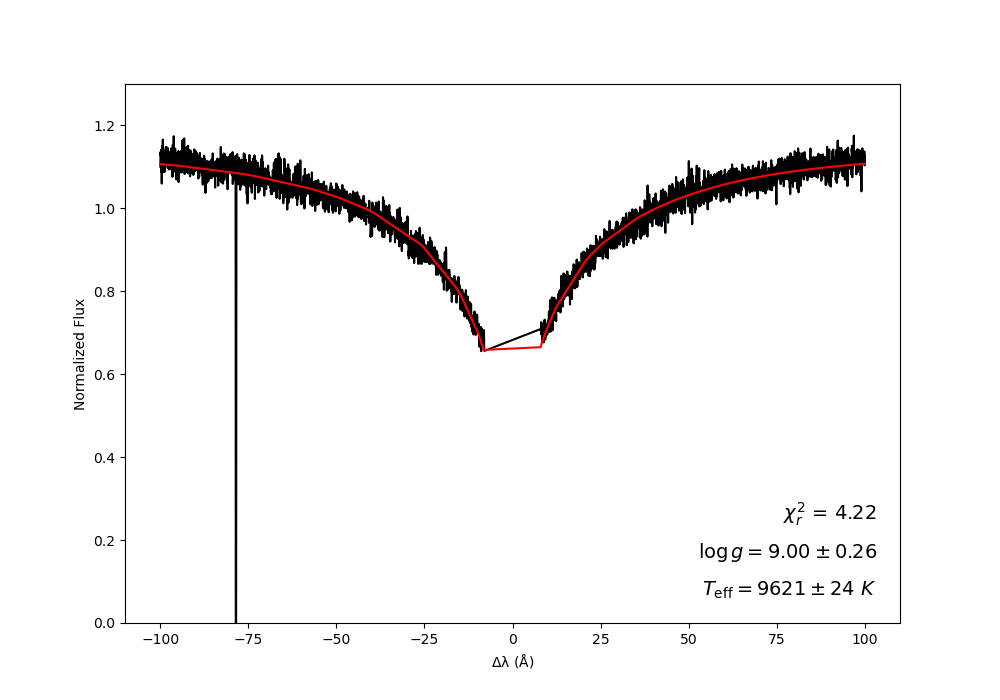 1.2
1.0
0.8
0.6
0.4
0.2
0.0
Normalized Flux
χ²ᵣ = 4.22
log g = 9.00 ± 0.26
T_eff = 9621 ± 24 K
−100 −75 −50 −25 0 25 50 75 100
Δλ (Å)